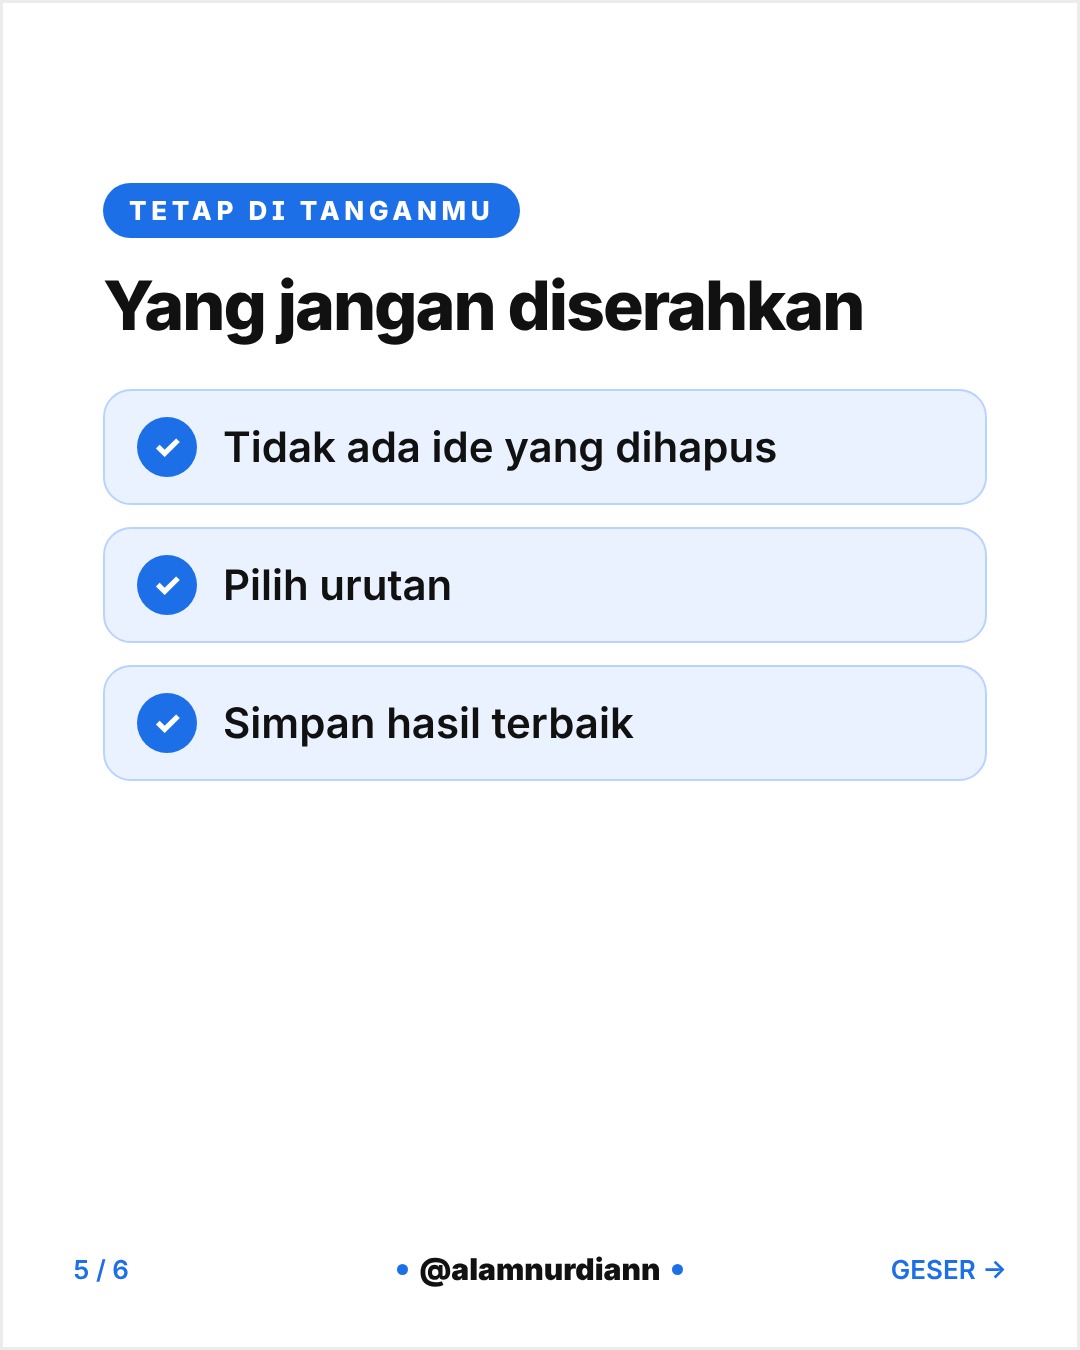 TETAP DI TANGANMU
Yang jangan diserahkan
Tidak ada ide yang dihapus
Pilih urutan
Simpan hasil terbaik
5 / 6
@alamnurdiann
GESER →